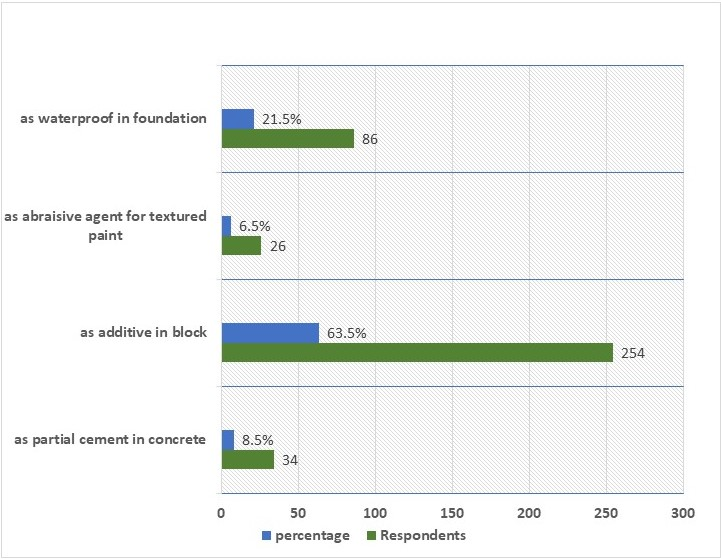 as waterproof in foundation
21.5%
86
as abraisive agent for textured
paint
6.5%
26
as additive in block
63.5%
254
as partial cement in concrete
8.5%
34
0 50 100 150 200 250 300
percentage Respondents